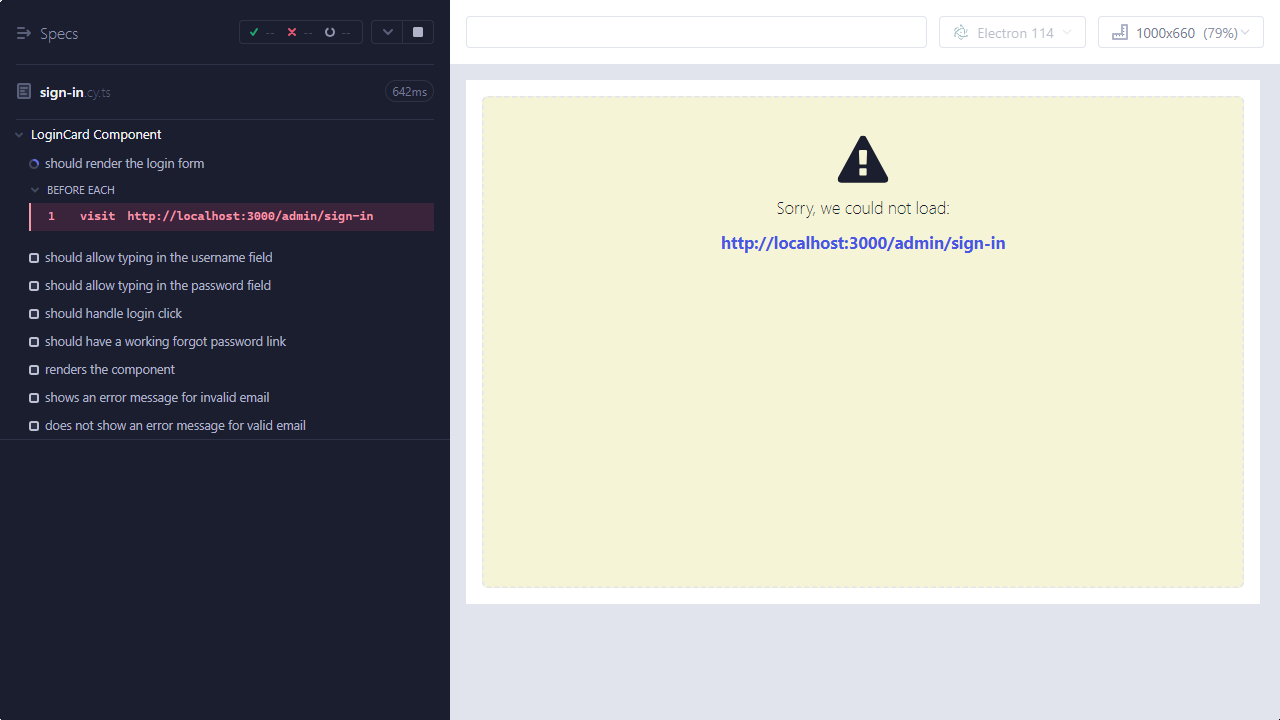 Specs
-- -- --
sign-in.cy.ts
642ms
LoginCard Component
should render the login form
BEFORE EACH
1 visit http://localhost:3000/admin/sign-in
should allow typing in the username field
should allow typing in the password field
should handle login click
should have a working forgot password link
renders the component
shows an error message for invalid email
does not show an error message for valid email
Electron 114
1000x660 (79%)
Sorry, we could not load:
http://localhost:3000/admin/sign-in